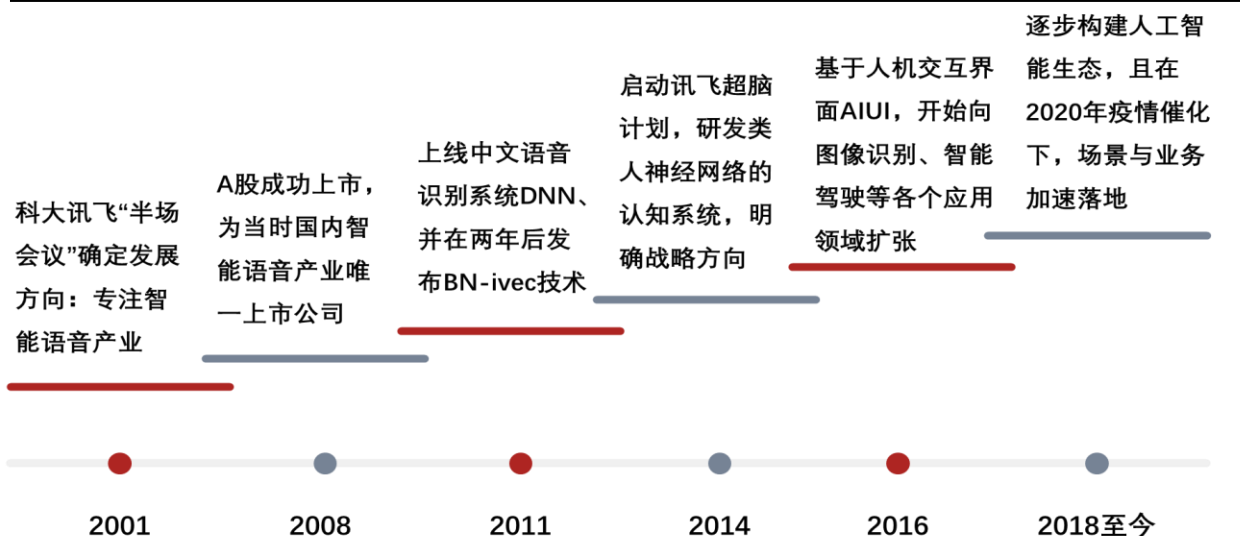 科大讯飞“半场
会议”确定发展
方向：专注智
能语音产业
A股成功上市，
为当时国内智
能语音产业唯
一上市公司
上线中文语音
识别系统DNN、
并在两年后发
布BN-ivec技术
启动讯飞超脑
计划，研发类
人神经网络的
认知系统，明
确战略方向
基于人机交互界
面AIUI，开始向
图像识别、智能
驾驶等各个应用
领域扩张
逐步构建人工智
能生态，且在
2020年疫情催化
下，场景与业务
加速落地
2001
2008
2011
2014
2016
2018至今